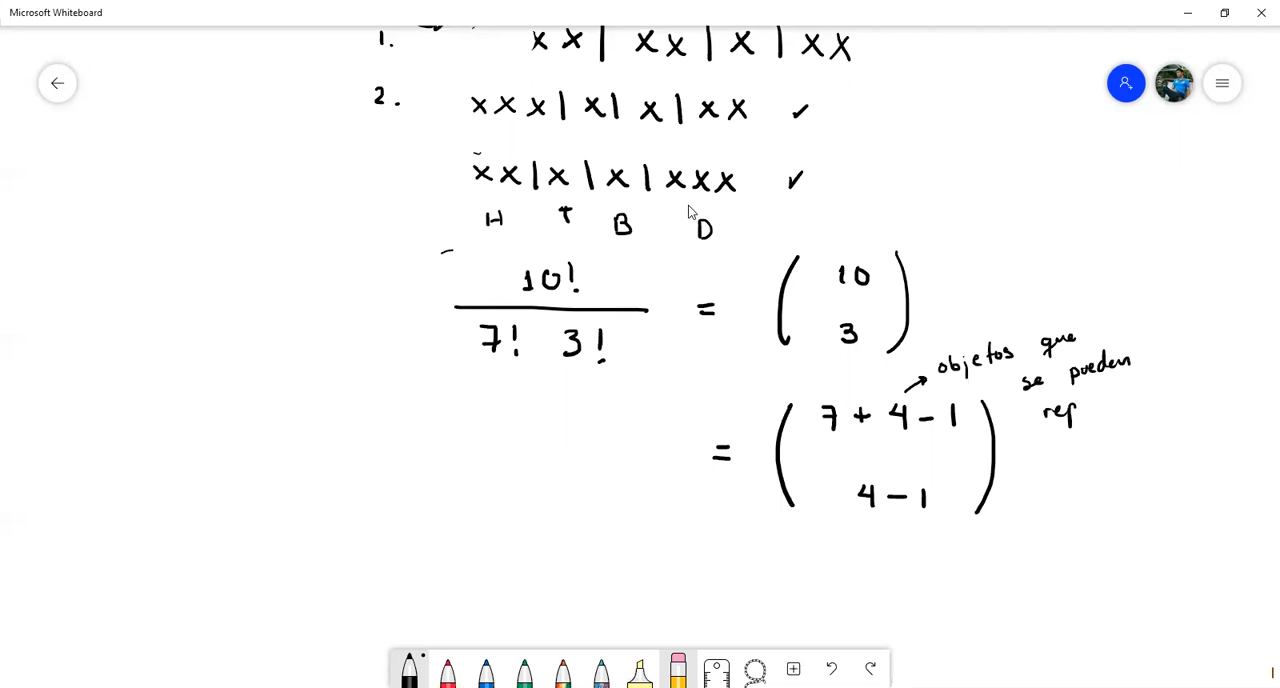 Microsoft Whiteboard
1. x x | x x | x | x x
2. x x x | x | x | x x ✓
x x | x | x | x x x ✓
H T B D
10! / 7! 3! = ( 10 3 )
= ( 7 + 4 - 1 4 - 1 )
objetos que
se pueden
rep